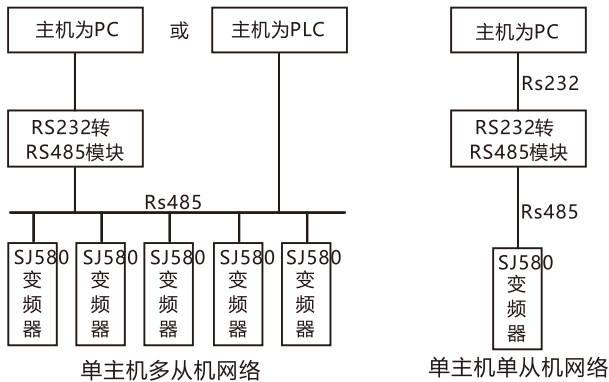 主机为PC
或
主机为PLC
RS232转
RS485模块
Rs485
SJ580
变
频
器
SJ580
变
频
器
SJ580
变
频
器
SJ580
变
频
器
SJ580
变
频
器
单主机多从机网络
主机为PC
Rs232
RS232转
RS485模块
Rs485
SJ580
变
频
器
单主机单从机网络